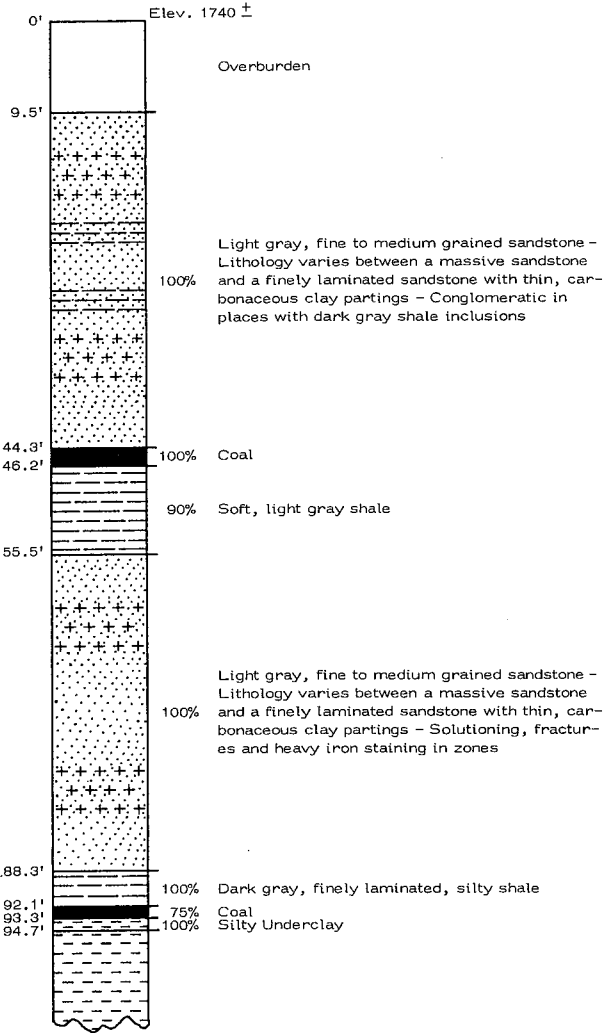 0' Elev. 1740 ±
Overburden
9.5'
Light gray, fine to medium grained sandstone –
Lithology varies between a massive sandstone
100% and a finely laminated sandstone with thin, car-
bonaceous clay partings – Conglomeratic in
places with dark gray shale inclusions
44.3'
100% Coal
46.2'
90% Soft, light gray shale
55.5'
Light gray, fine to medium grained sandstone –
Lithology varies between a massive sandstone
100% and a finely laminated sandstone with thin, car-
bonaceous clay partings – Solutioning, fractur-
es and heavy iron staining in zones
88.3'
100% Dark gray, finely laminated, silty shale
92.1'
75% Coal
93.3'
100% Silty Underclay
94.7'